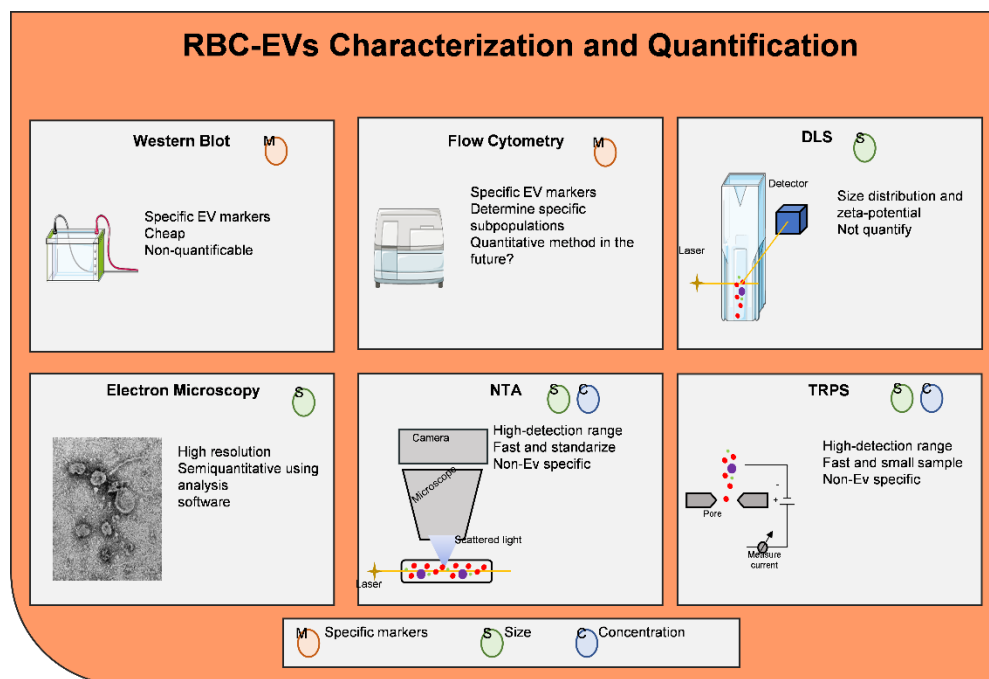 RBC-EVs Characterization and Quantification
Western Blot
M
Specific EV markers
Cheap
Non-quantificable
Flow Cytometry
M
Specific EV markers
Determine specific
subpopulations
Quantitative method in the
future?
DLS
S
Detector
Size distribution and
zeta-potential
Not quantify
Laser
Electron Microscopy
S
High resolution
Semiquantitative using
analysis
software
NTA
S C
Camera
High-detection range
Fast and standarize
Non-Ev specific
Microscope
Scattered light
Laser
TRPS
S C
High-detection range
Fast and small sample
Non-Ev specific
-
+
Pore
Measure
current
M Specific markers S Size C Concentration